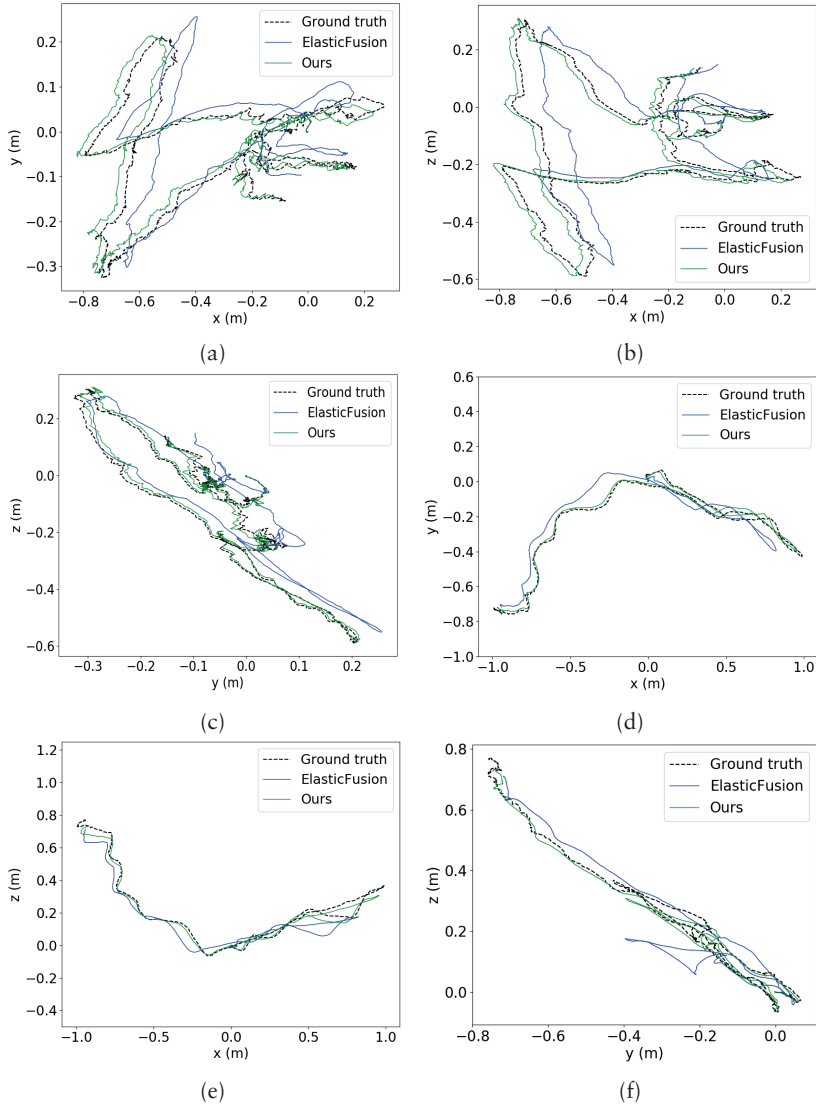 0.2
0.1
0.0
−0.1
−0.2
−0.3
y (m)
−0.8 −0.6 −0.4 −0.2 0.0 0.2
x (m)
Ground truth
ElasticFusion
Ours
(a)
0.2
0.0
−0.2
−0.4
−0.6
z (m)
−0.8 −0.6 −0.4 −0.2 0.0 0.2
x (m)
Ground truth
ElasticFusion
Ours
(b)
0.2
0.0
−0.2
−0.4
−0.6
z (m)
−0.3 −0.2 −0.1 0.0 0.1 0.2
y (m)
Ground truth
ElasticFusion
Ours
(c)
0.6
0.4
0.2
0.0
−0.2
−0.4
−0.6
−0.8
−1.0
y (m)
−1.0 −0.5 0.0 0.5 1.0
x (m)
Ground truth
ElasticFusion
Ours
(d)
1.2
1.0
0.8
0.6
0.4
0.2
0.0
−0.2
−0.4
z (m)
−1.0 −0.5 0.0 0.5 1.0
x (m)
Ground truth
ElasticFusion
Ours
(e)
0.8
0.6
0.4
0.2
0.0
z (m)
−0.8 −0.6 −0.4 −0.2 0.0
y (m)
Ground truth
ElasticFusion
Ours
(f)